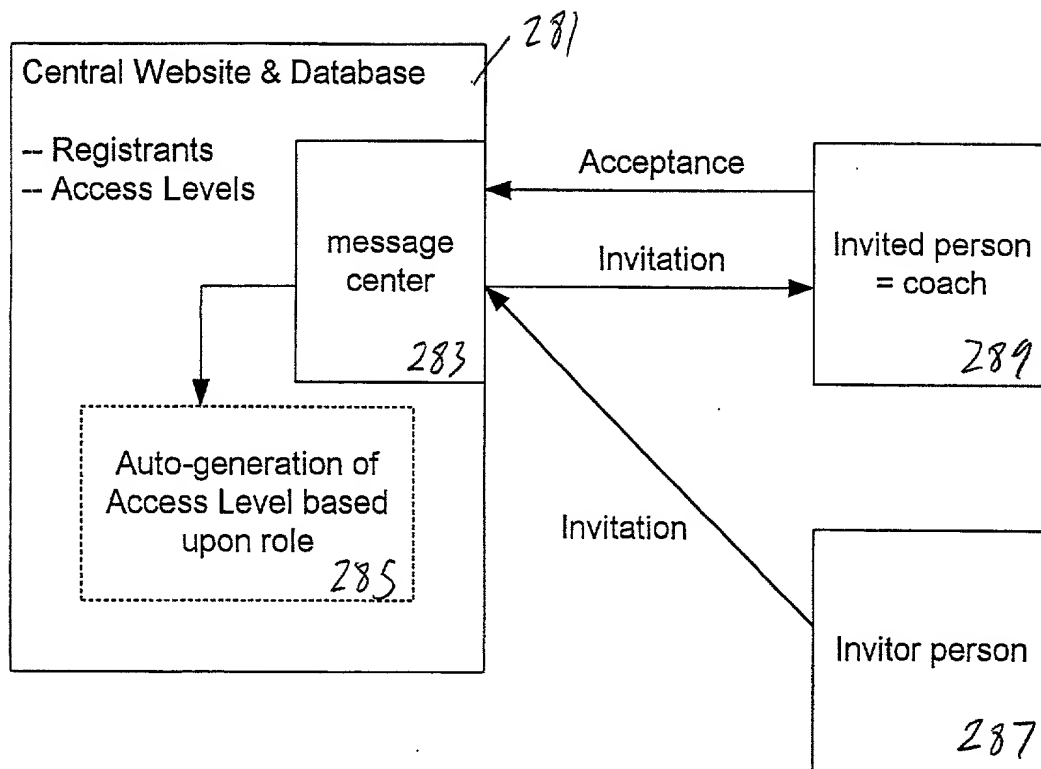 281
Central Website & Database
-- Registrants
-- Access Levels
message
center
283
Auto-generation of
Access Level based
upon role
285
Acceptance
Invitation
Invited person
= coach
289
Invitation
Invitor person
287